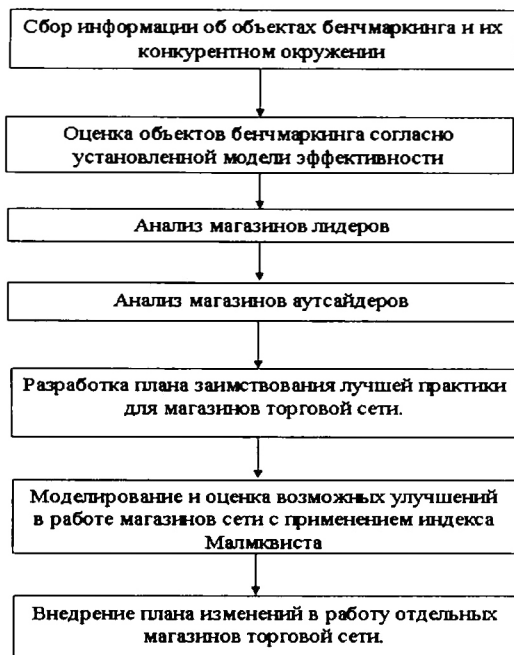 Сбор информации об объектах бенчмаркинга и их
конкурентном окружении
Оценка объектов бенчмаркинга согласно
установленной модели эффективности
Анализ магазинов лидеров
Анализ магазинов аутсайдеров
Разработка плана заимствования лучшей практики
для магазинов торговой сети.
Моделирование и оценка возможных улучшений
в работе магазинов сети с применением индекса
Малмквиста
Внедрение плана изменений в работу отдельных
магазинов торговой сети.